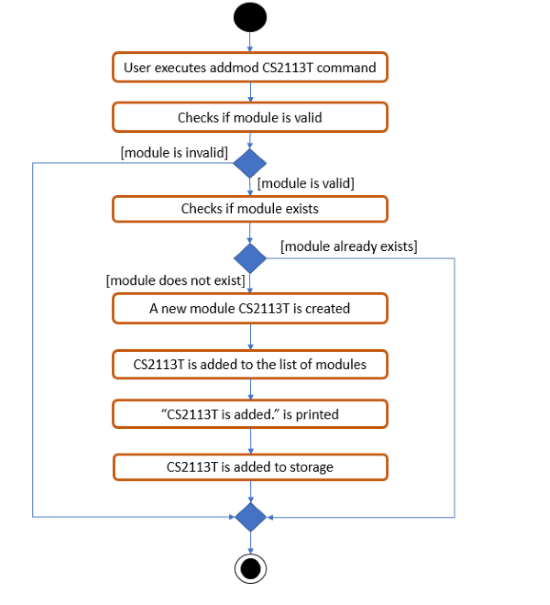 User executes addmod CS2113T command
Checks if module is valid
[module is invalid]
[module is valid]
Checks if module exists
[module already exists]
[module does not exist]
A new module CS2113T is created
CS2113T is added to the list of modules
“CS2113T is added.” is printed
CS2113T is added to storage